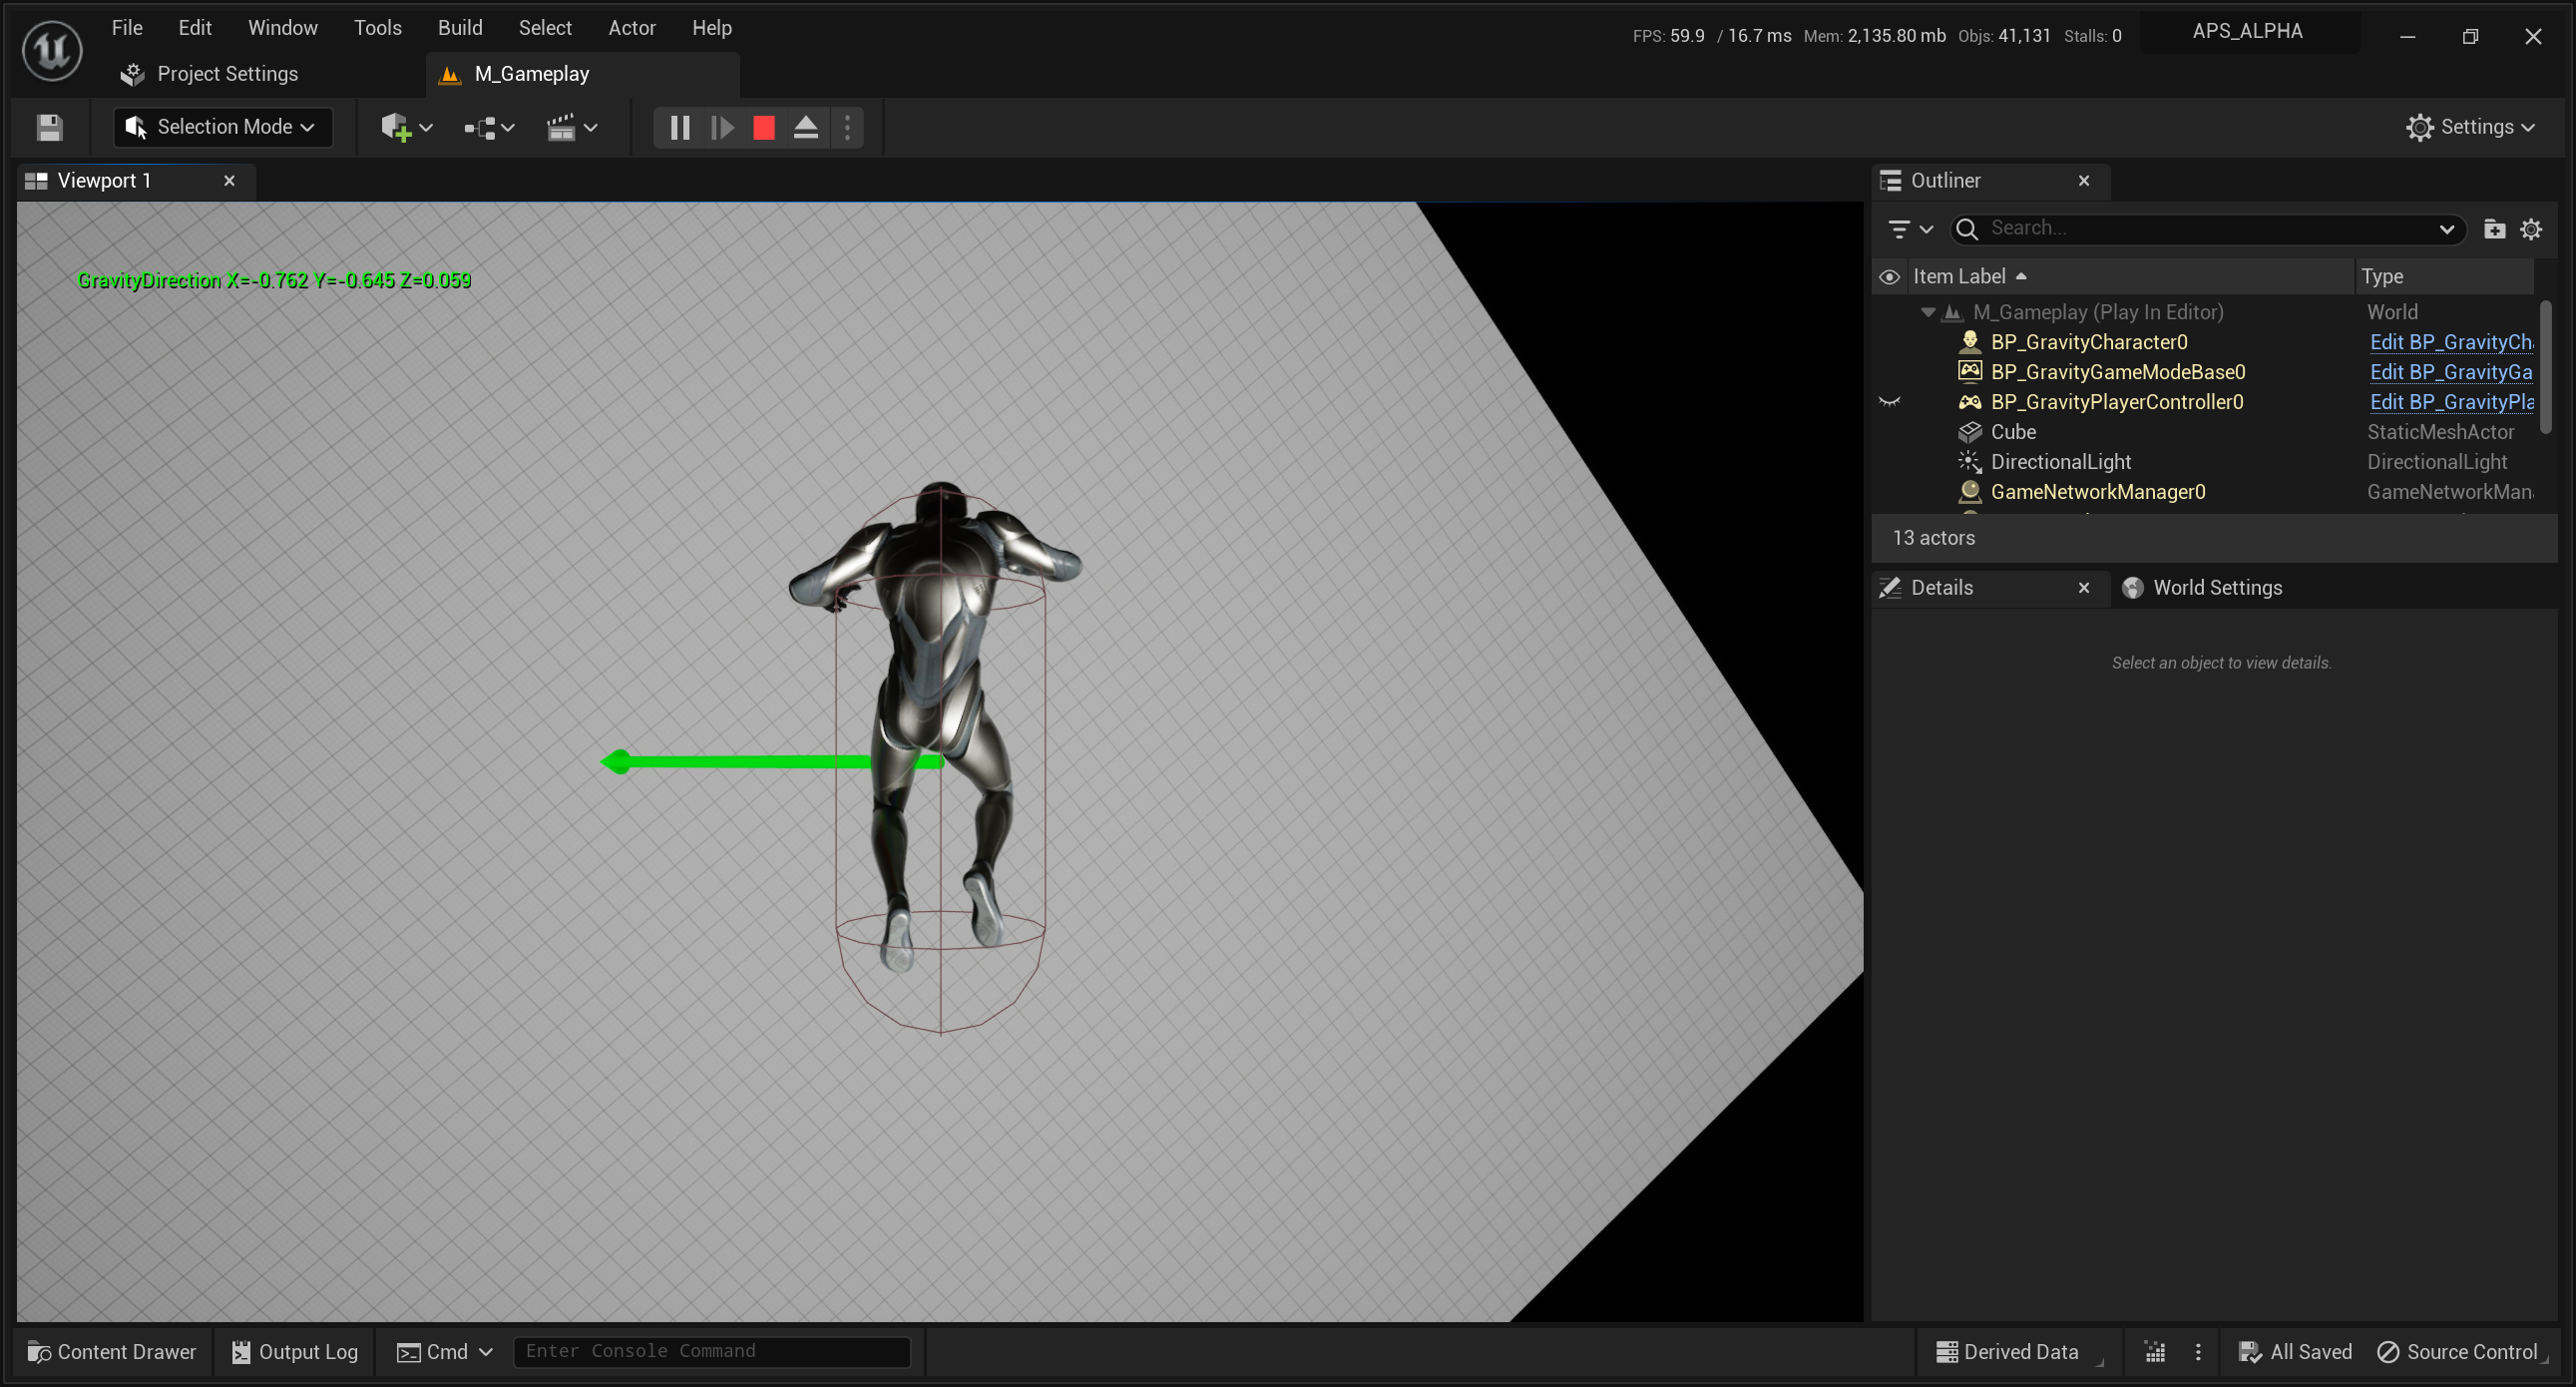 File Edit Window Tools Build Select Actor Help
FPS: 59.9 / 16.7 ms Mem: 2,135.80 mb Objs: 41,131 Stalls: 0
APS_ALPHA
Project Settings
M_Gameplay
Selection Mode
Settings
Viewport 1
GravityDirection X=-0.762 Y=-0.645 Z=0.059
Outliner
Search...
Item Label Type
M_Gameplay (Play In Editor) World
BP_GravityCharacter0 Edit BP_GravityCh
BP_GravityGameModeBase0 Edit BP_GravityGa
BP_GravityPlayerController0 Edit BP_GravityPla
Cube StaticMeshActor
DirectionalLight DirectionalLight
GameNetworkManager0 GameNetworkMan
13 actors
Details
World Settings
Select an object to view details.
Content Drawer
Output Log
Cmd
Enter Console Command
Derived Data
All Saved
Source Control